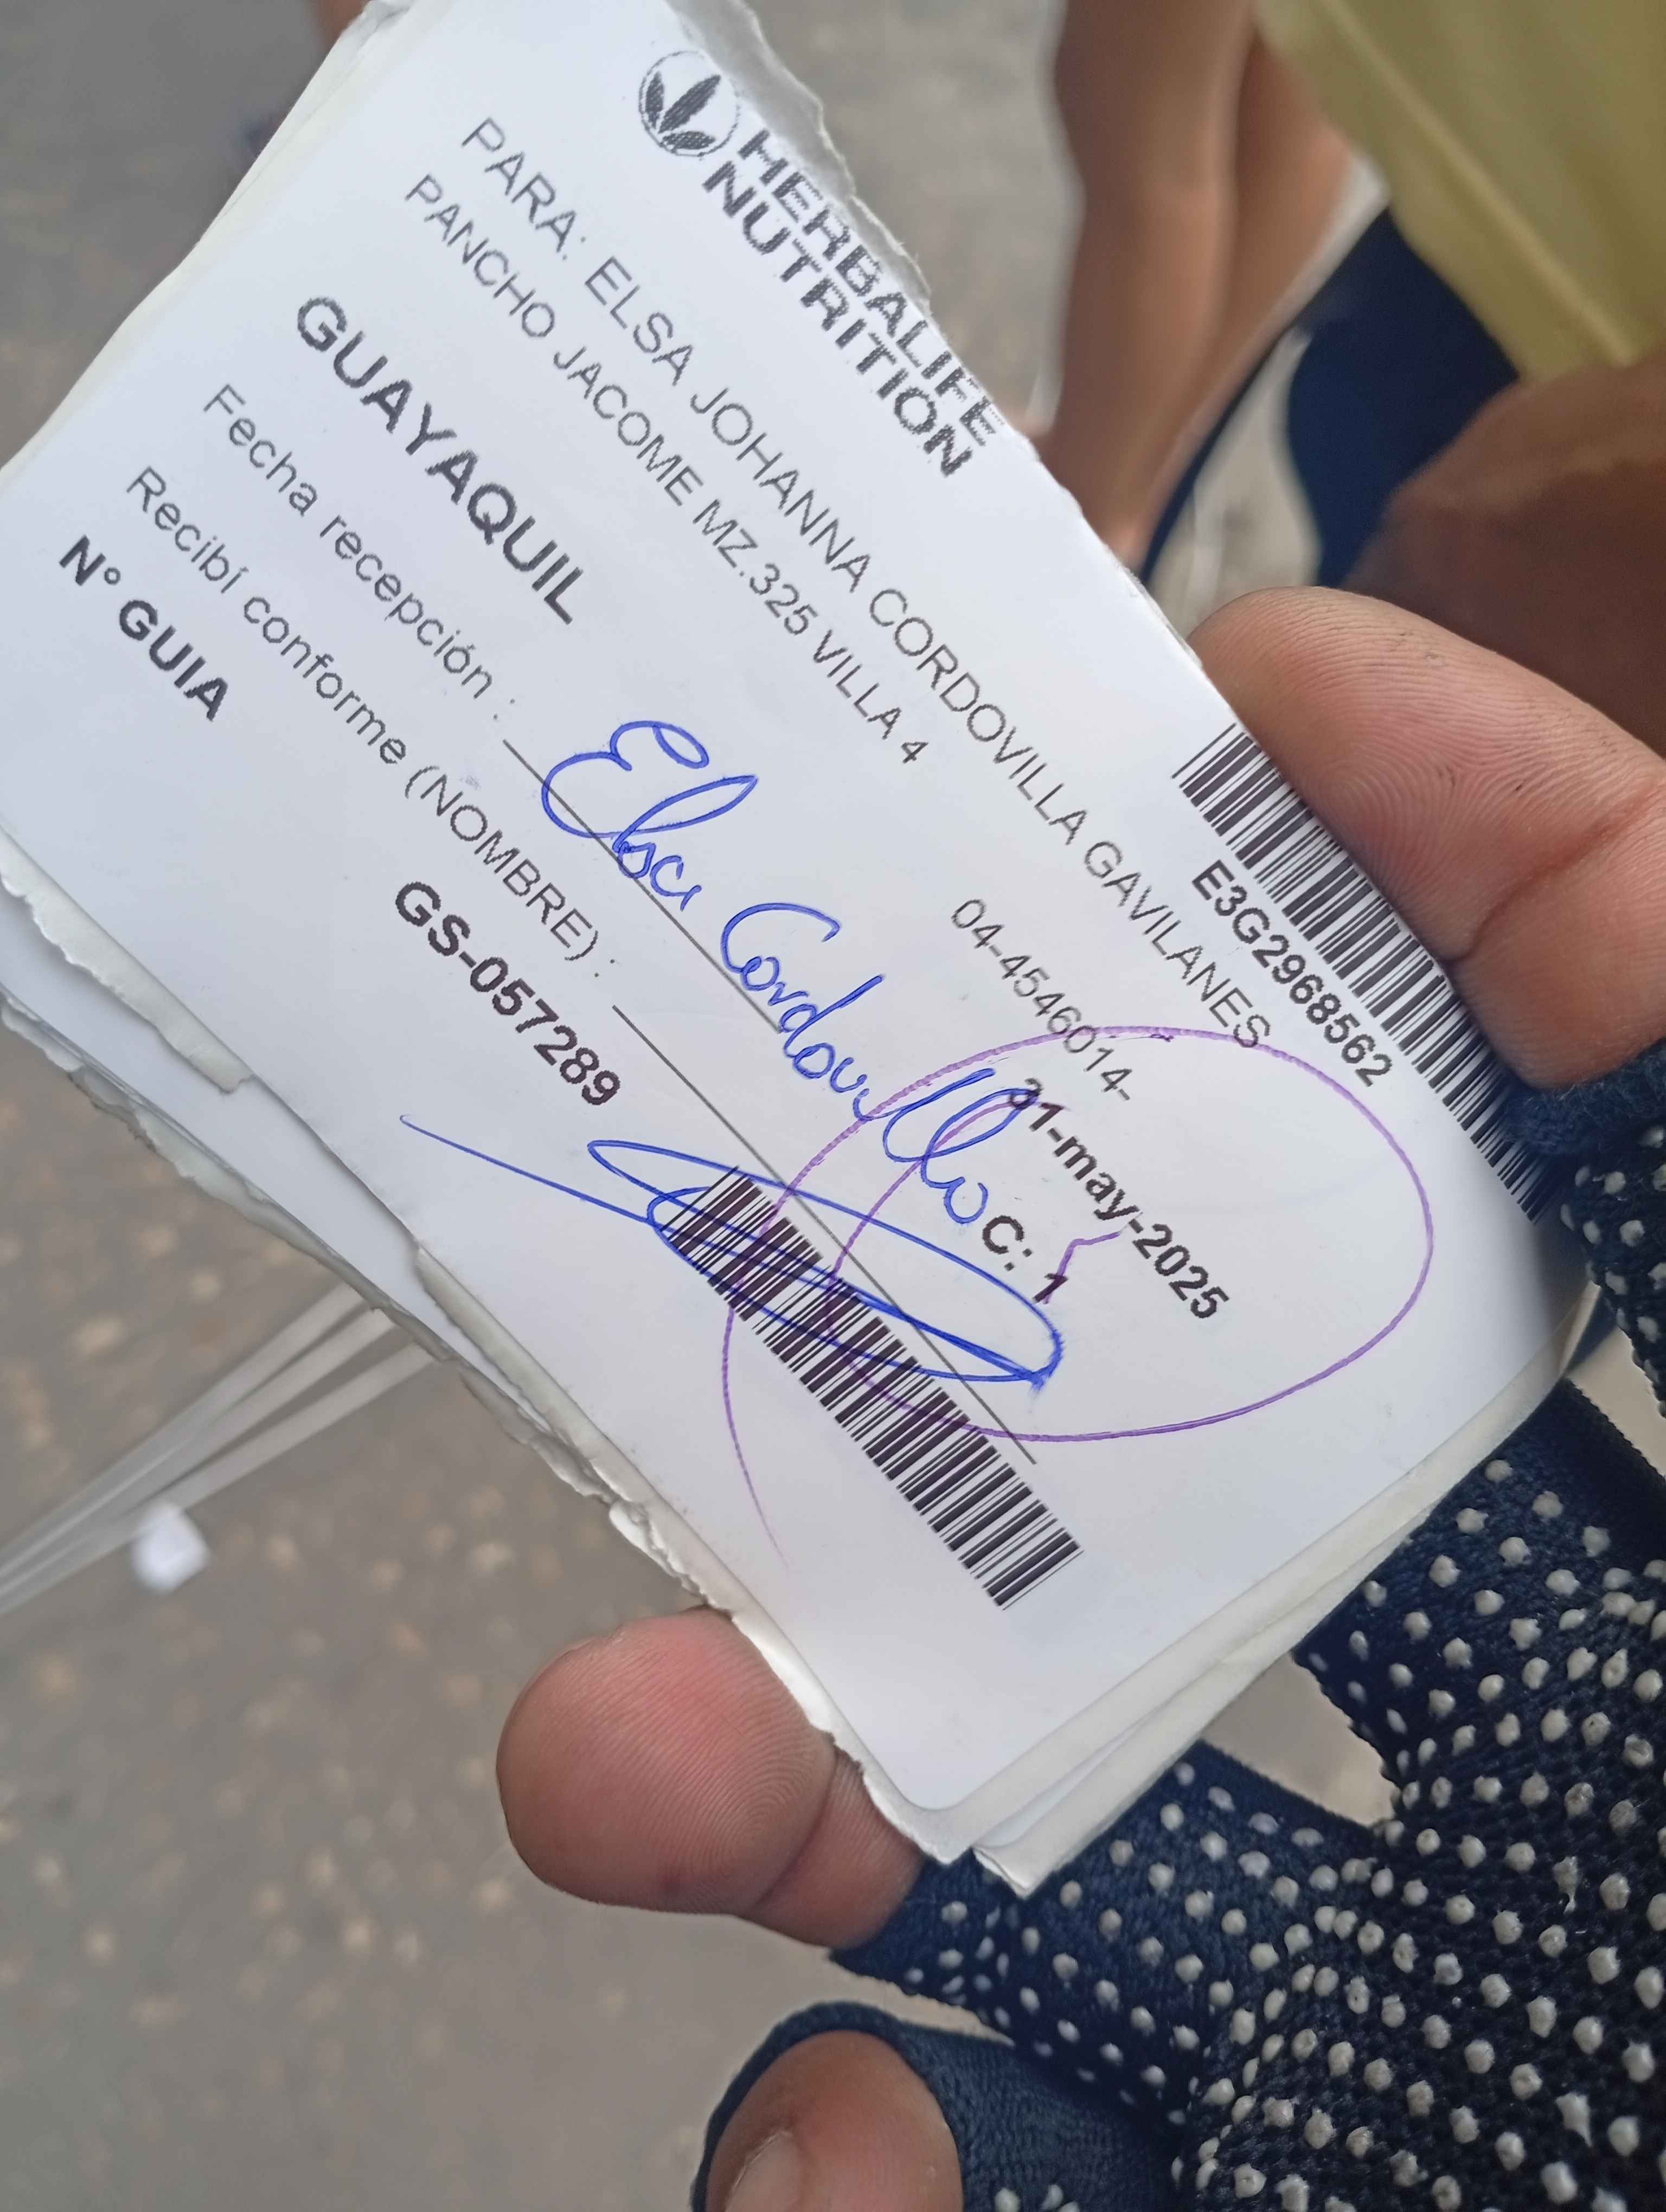 HERBALIFE
NUTRITION
E3G2968562
PARA: ELSA JOHANNA CORDOVILLA GAVILANES
PANCHO JACOME MZ.325 VILLA 4
04-4546014-
GUAYAQUIL
31-may-2025
Fecha recepción :
Elsa Cordovilla
C: 1
Recibí conforme (NOMBRE) :
N° GUIA
GS-057289